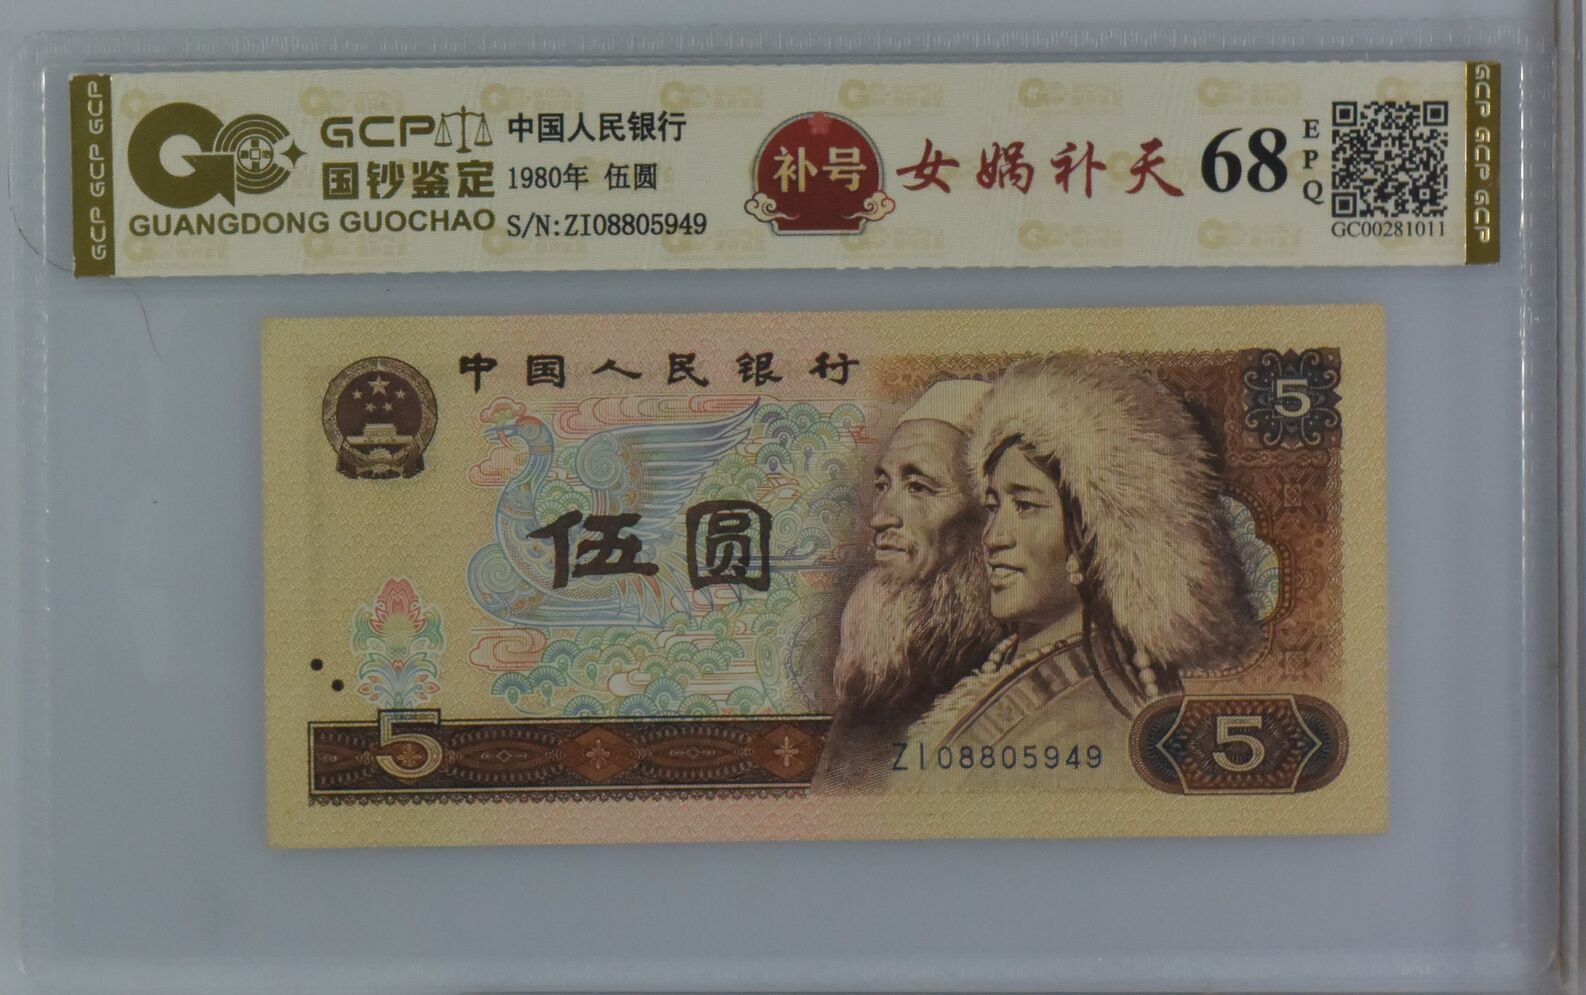 GCP GCP GCP
GCP
国钞鉴定
GUANGDONG GUOCHAO
中国人民银行
1980年 伍圆
S/N:ZI08805949
补号
女娲补天
68
EPQ
GC00281011
GCP GCP GCP
中国人民银行
5
伍圆
5
ZI08805949
5